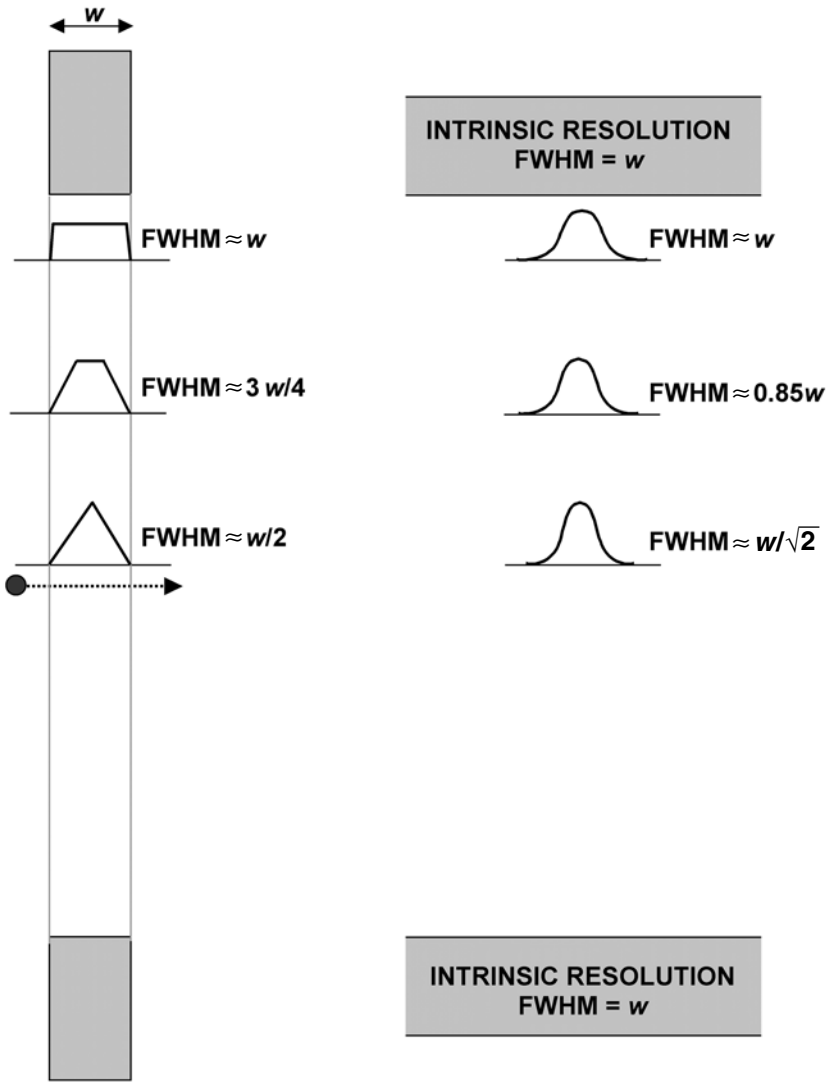 w
INTRINSIC RESOLUTION
FWHM = w
FWHM ≈ w
FWHM ≈ w
FWHM ≈ 3 w/4
FWHM ≈ 0.85w
FWHM ≈ w/2
FWHM ≈ w/√2
INTRINSIC RESOLUTION
FWHM = w